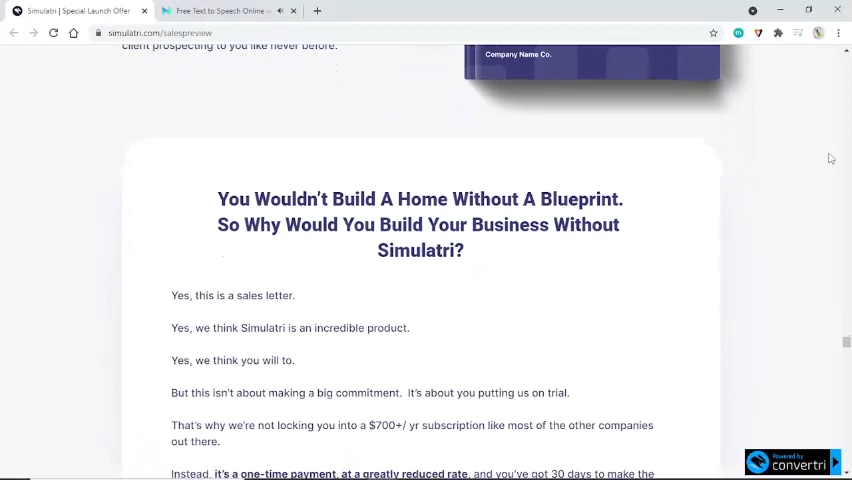 Simulatri | Special Launch Offer
Free Text to Speech Online
simulatri.com/salespreview
client prospecting to you like never before.
Company Name Co.
You Wouldn't Build A Home Without A Blueprint.
So Why Would You Build Your Business Without
Simulatri?
Yes, this is a sales letter.
Yes, we think Simulatri is an incredible product.
Yes, we think you will to.
But this isn't about making a big commitment. It's about you putting us on trial.
That's why we're not locking you into a $700+/ yr subscription like most of the other companies
out there.
Instead, it's a one-time payment, at a greatly reduced rate, and you've got 30 days to make the
Powered by
convertri